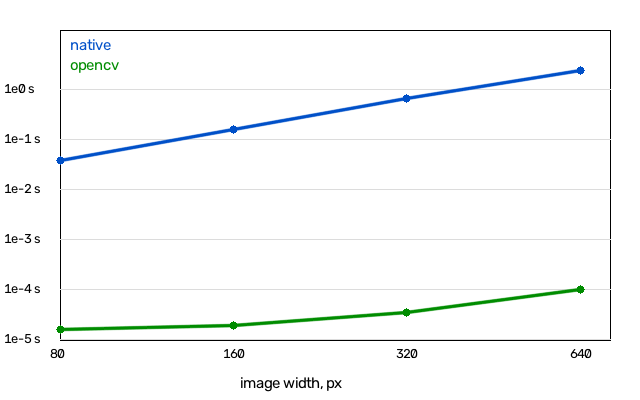 native
opencv
1e0 s
1e-1 s
1e-2 s
1e-3 s
1e-4 s
1e-5 s
80 160 320 640
image width, px